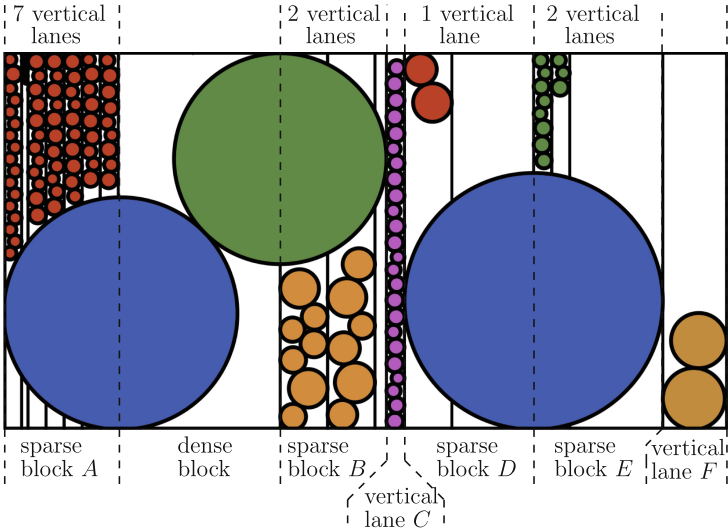 7 vertical
lanes
2 vertical
lanes
1 vertical
lane
2 vertical
lanes
sparse
block A
dense
block
sparse
block B
sparse
block D
sparse
block E
vertical
lane F
vertical
lane C